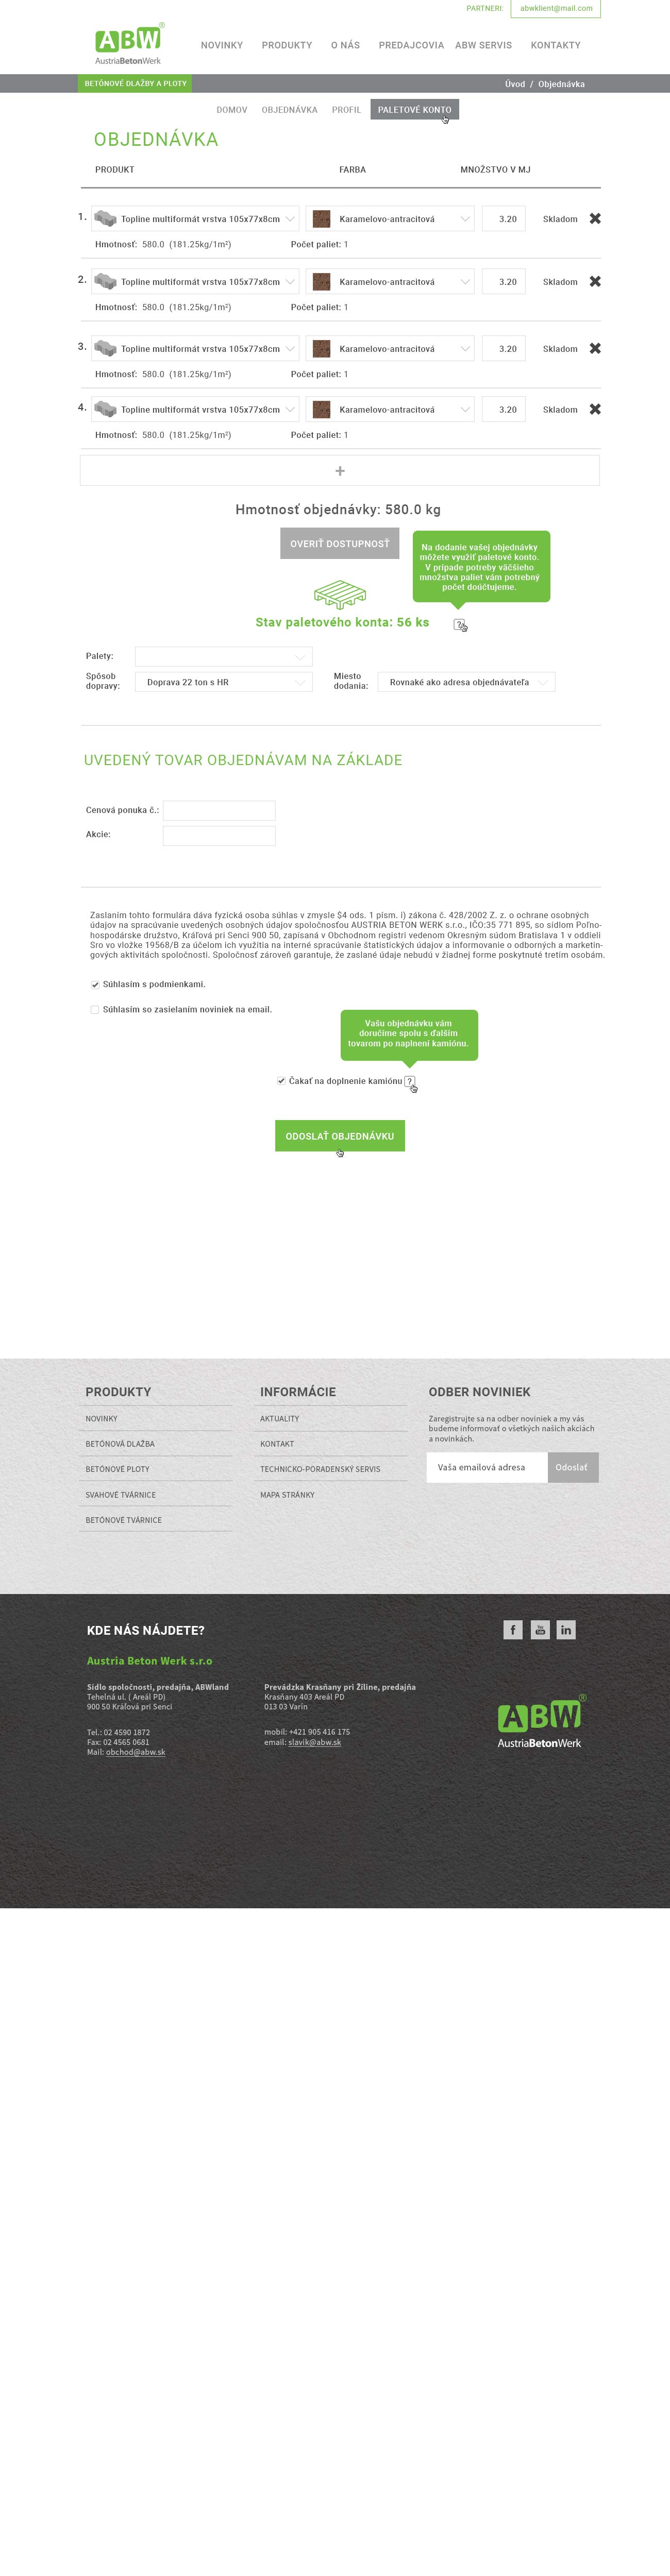 PARTNERI: abwklient@mail.com
ABW ®
AustriaBetonWerk
NOVINKY PRODUKTY O NÁS PREDAJCOVIA ABW SERVIS KONTAKTY
BETÓNOVÉ DLAŽBY A PLOTY Úvod / Objednávka
DOMOV OBJEDNÁVKA PROFIL PALETOVÉ KONTO
OBJEDNÁVKA
PRODUKT FARBA MNOŽSTVO V MJ
1. Topline multiformát vrstva 105x77x8cm Karamelovo-antracitová 3.20 Skladom
Hmotnosť: 580.0 (181.25kg/1m²) Počet paliet: 1
2. Topline multiformát vrstva 105x77x8cm Karamelovo-antracitová 3.20 Skladom
Hmotnosť: 580.0 (181.25kg/1m²) Počet paliet: 1
3. Topline multiformát vrstva 105x77x8cm Karamelovo-antracitová 3.20 Skladom
Hmotnosť: 580.0 (181.25kg/1m²) Počet paliet: 1
4. Topline multiformát vrstva 105x77x8cm Karamelovo-antracitová 3.20 Skladom
Hmotnosť: 580.0 (181.25kg/1m²) Počet paliet: 1
+
Hmotnosť objednávky: 580.0 kg
OVERIŤ DOSTUPNOSŤ
Na dodanie vašej objednávky
môžete využiť paletové konto.
V prípade potreby väčšieho
množstva paliet vám potrebný
počet doúčtujeme.
Stav paletového konta: 56 ks ?
Palety:
Spôsob
dopravy: Doprava 22 ton s HR
Miesto
dodania: Rovnaké ako adresa objednávateľa
UVEDENÝ TOVAR OBJEDNÁVAM NA ZÁKLADE
Cenová ponuka č.:
Akcie:
Zaslaním tohto formulára dáva fyzická osoba súhlas v zmysle $4 ods. 1 písm. i) zákona č. 428/2002 Z. z. o ochrane osobných
údajov na spracúvanie uvedených osobných údajov spoločnosťou AUSTRIA BETON WERK s.r.o., IČO:35 771 895, so sídlom Poľno-
hospodárske družstvo, Kráľová pri Senci 900 50, zapísaná v Obchodnom registri vedenom Okresným súdom Bratislava 1 v oddieli
Sro vo vložke 19568/B za účelom ich využitia na interné spracúvanie štatistických údajov a informovanie o odborných a marketin-
gových aktivitách spoločnosti. Spoločnosť zároveň garantuje, že zaslané údaje nebudú v žiadnej forme poskytnuté tretím osobám.
Súhlasím s podmienkami.
Súhlasím so zasielaním noviniek na email.
Vašu objednávku vám
doručíme spolu s ďalším
tovarom po naplnení kamiónu.
Čakať na doplnenie kamiónu ?
ODOSLAŤ OBJEDNÁVKU
PRODUKTY
NOVINKY
BETÓNOVÁ DLAŽBA
BETÓNOVÉ PLOTY
SVAHOVÉ TVÁRNICE
BETÓNOVÉ TVÁRNICE
INFORMÁCIE
AKTUALITY
KONTAKT
TECHNICKO-PORADENSKÝ SERVIS
MAPA STRÁNKY
ODBER NOVINIEK
Zaregistrujte sa na odber noviniek a my vás
budeme informovať o všetkých našich akciách
a novinkách.
Vaša emailová adresa Odoslať
KDE NÁS NÁJDETE?
f You Tube in
Austria Beton Werk s.r.o
Sídlo spoločnosti, predajňa, ABWland
Tehelná ul. ( Areál PD)
900 50 Kráľová pri Senci
Tel.: 02 4590 1872
Fax: 02 4565 0681
Mail: obchod@abw.sk
Prevádzka Krasňany pri Žiline, predajňa
Krasňany 403 Areál PD
013 03 Varín
mobil: +421 905 416 175
email: slavik@abw.sk
ABW ®
AustriaBetonWerk